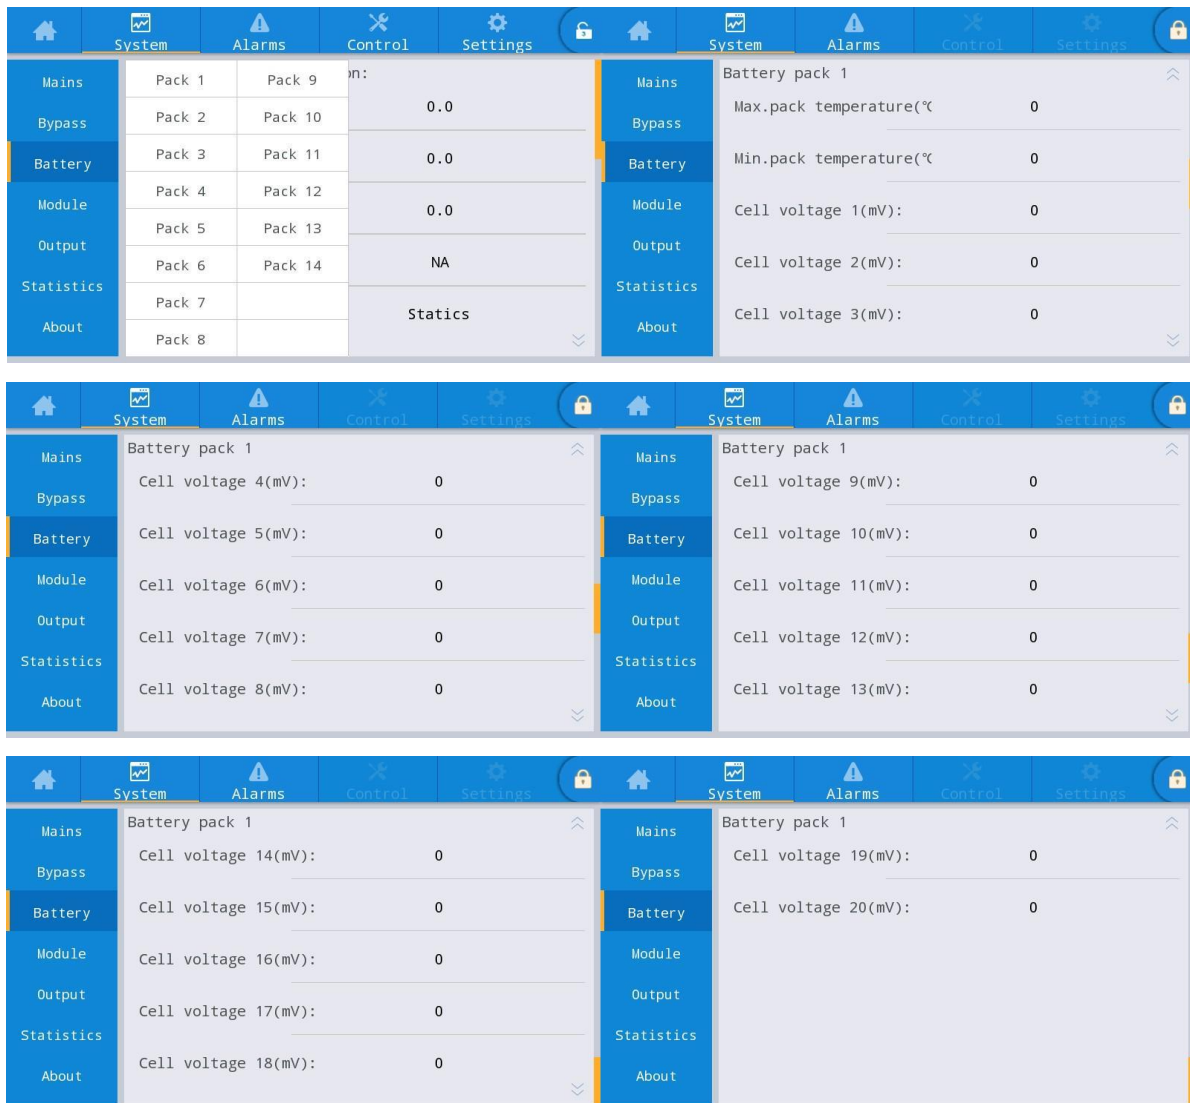 System Alarms Control Settings
Mains
Bypass
Battery
Module
Output
Statistics
About
Pack 1 Pack 9
Pack 2 Pack 10
Pack 3 Pack 11
Pack 4 Pack 12
Pack 5 Pack 13
Pack 6 Pack 14
Pack 7
Pack 8
on:
0.0
0.0
0.0
NA
Statics
System Alarms Control Settings
Mains
Bypass
Battery
Module
Output
Statistics
About
Battery pack 1
Max.pack temperature(℃ 0
Min.pack temperature(℃ 0
Cell voltage 1(mV): 0
Cell voltage 2(mV): 0
Cell voltage 3(mV): 0
System Alarms Control Settings
Mains
Bypass
Battery
Module
Output
Statistics
About
Battery pack 1
Cell voltage 4(mV): 0
Cell voltage 5(mV): 0
Cell voltage 6(mV): 0
Cell voltage 7(mV): 0
Cell voltage 8(mV): 0
System Alarms Control Settings
Mains
Bypass
Battery
Module
Output
Statistics
About
Battery pack 1
Cell voltage 9(mV): 0
Cell voltage 10(mV): 0
Cell voltage 11(mV): 0
Cell voltage 12(mV): 0
Cell voltage 13(mV): 0
System Alarms Control Settings
Mains
Bypass
Battery
Module
Output
Statistics
About
Battery pack 1
Cell voltage 14(mV): 0
Cell voltage 15(mV): 0
Cell voltage 16(mV): 0
Cell voltage 17(mV): 0
Cell voltage 18(mV): 0
System Alarms Control Settings
Mains
Bypass
Battery
Module
Output
Statistics
About
Battery pack 1
Cell voltage 19(mV): 0
Cell voltage 20(mV): 0